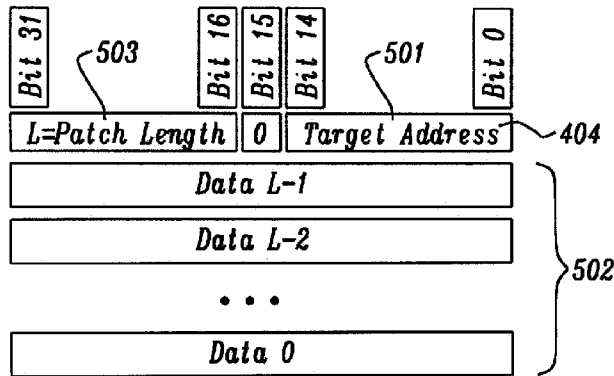 503
Bit 31
Bit 16
Bit 15
Bit 14
501
Bit 0
L=Patch Length
0
Target Address
404
Data L-1
Data L-2
• • •
Data 0
502